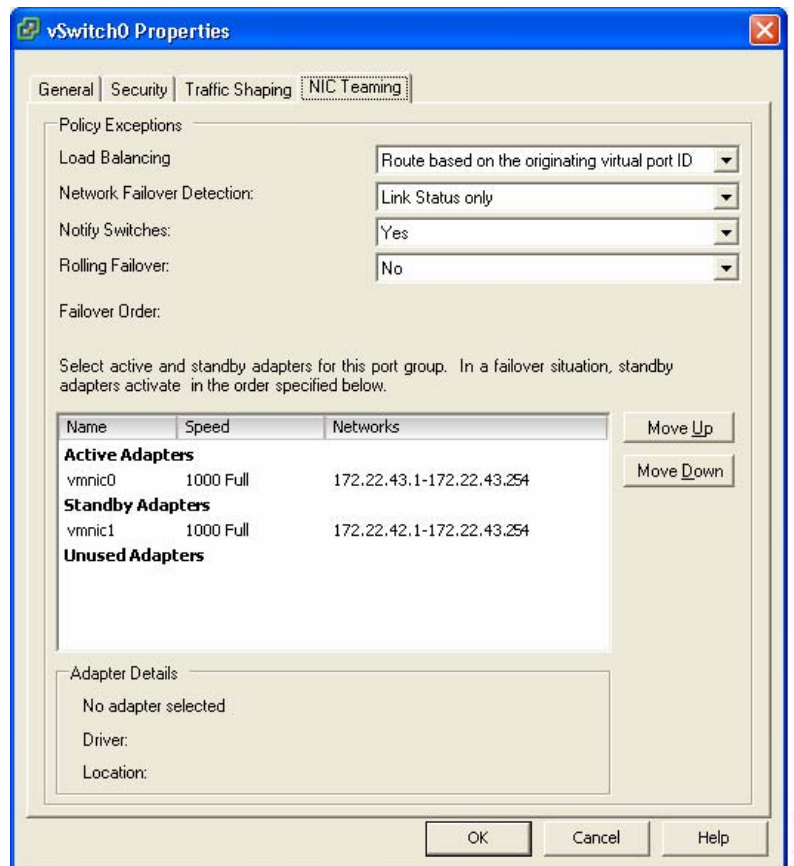 vSwitch0 Properties
General Security Traffic Shaping NIC Teaming
Policy Exceptions
Load Balancing Route based on the originating virtual port ID
Network Failover Detection: Link Status only
Notify Switches: Yes
Rolling Failover: No
Failover Order:
Select active and standby adapters for this port group. In a failover situation, standby
adapters activate in the order specified below.
Name Speed Networks Move Up
Active Adapters
vmnic0 1000 Full 172.22.43.1-172.22.43.254 Move Down
Standby Adapters
vmnic1 1000 Full 172.22.42.1-172.22.43.254
Unused Adapters
Adapter Details
No adapter selected
Driver:
Location:
OK Cancel Help